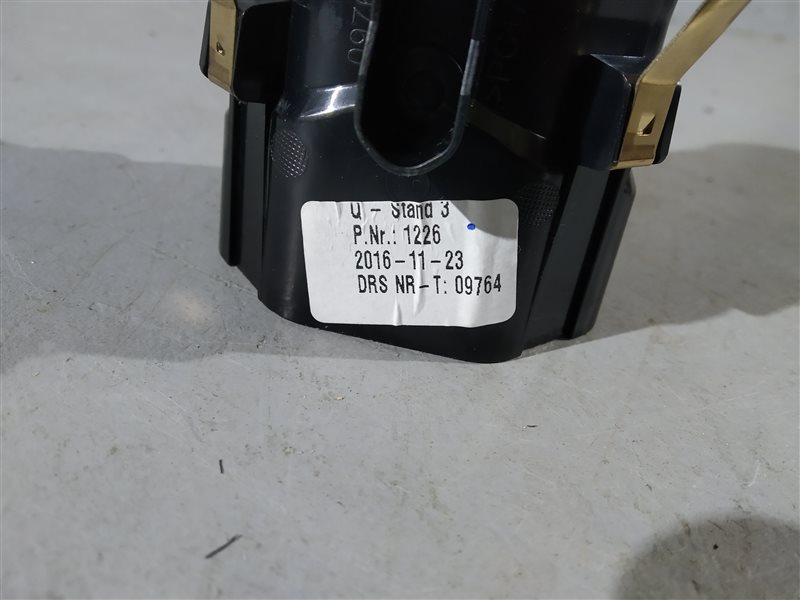 Q - Stand 3
P.Nr.: 1226
2016-11-23
DRS NR-T: 09764